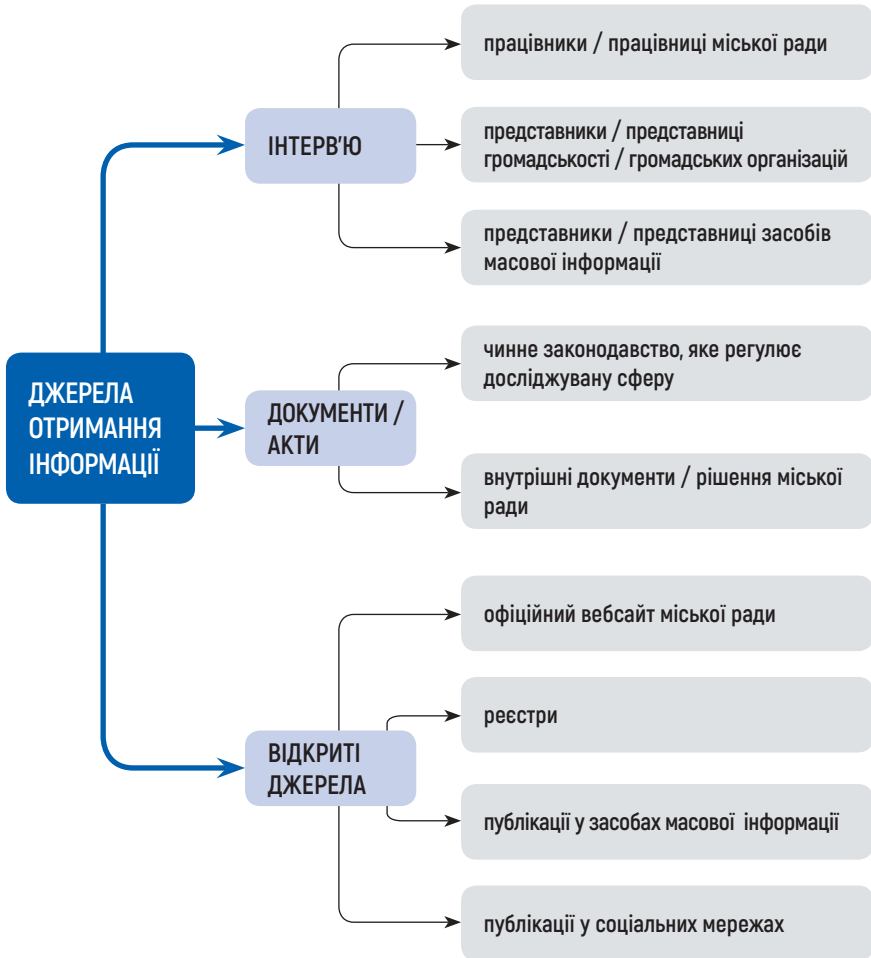 ДЖЕРЕЛА
ОТРИМАННЯ
ІНФОРМАЦІЇ
ІНТЕРВ'Ю
працівники / працівниці міської ради
представники / представниці
громадськості / громадських організацій
представники / представниці засобів
масової інформації
ДОКУМЕНТИ /
АКТИ
чинне законодавство, яке регулює
досліджувану сферу
внутрішні документи / рішення міської
ради
ВІДКРИТІ
ДЖЕРЕЛА
офіційний вебсайт міської ради
реєстри
публікації у засобах масової інформації
публікації у соціальних мережах